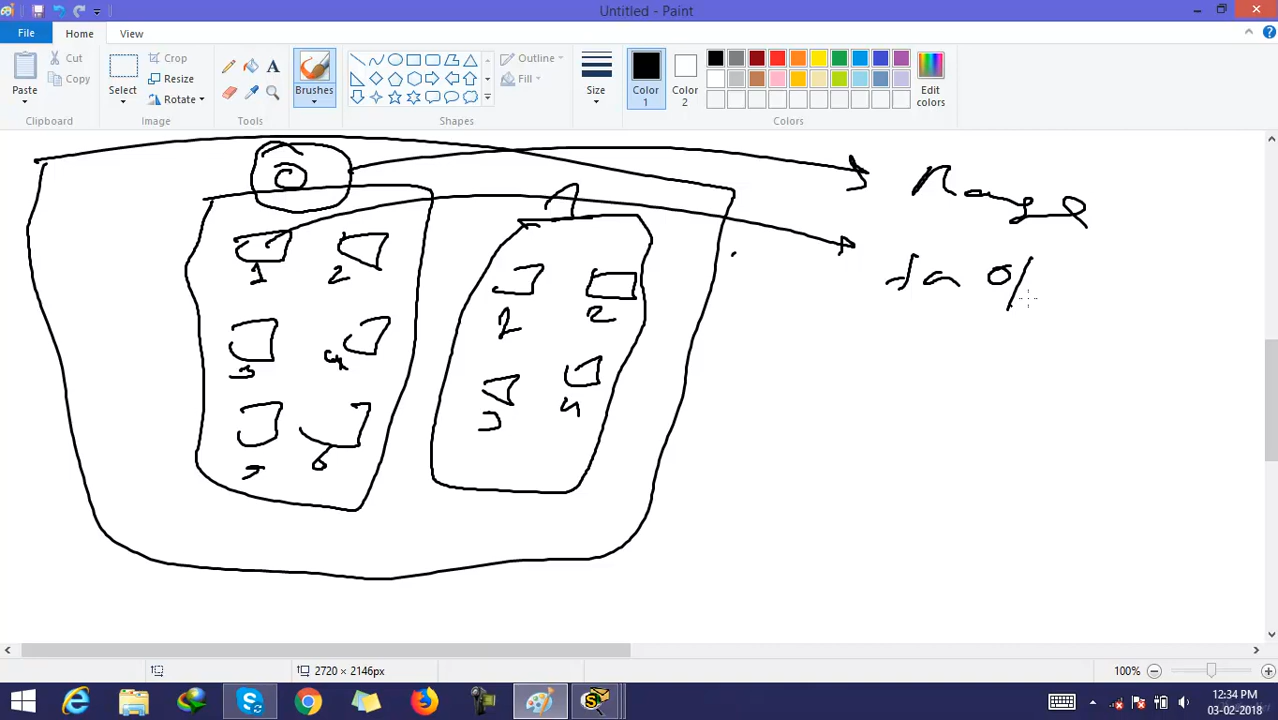 Untitled - Paint
File Home View
Cut Crop Outline
Copy Resize Fill
Paste Select Rotate Brushes Size Color 1 Color 2 Edit colors
Clipboard Image Tools Shapes Colors
1 2
3 4
5 6
2 2
3 4
2720 × 2146px 100%
12:34 PM
03-02-2018